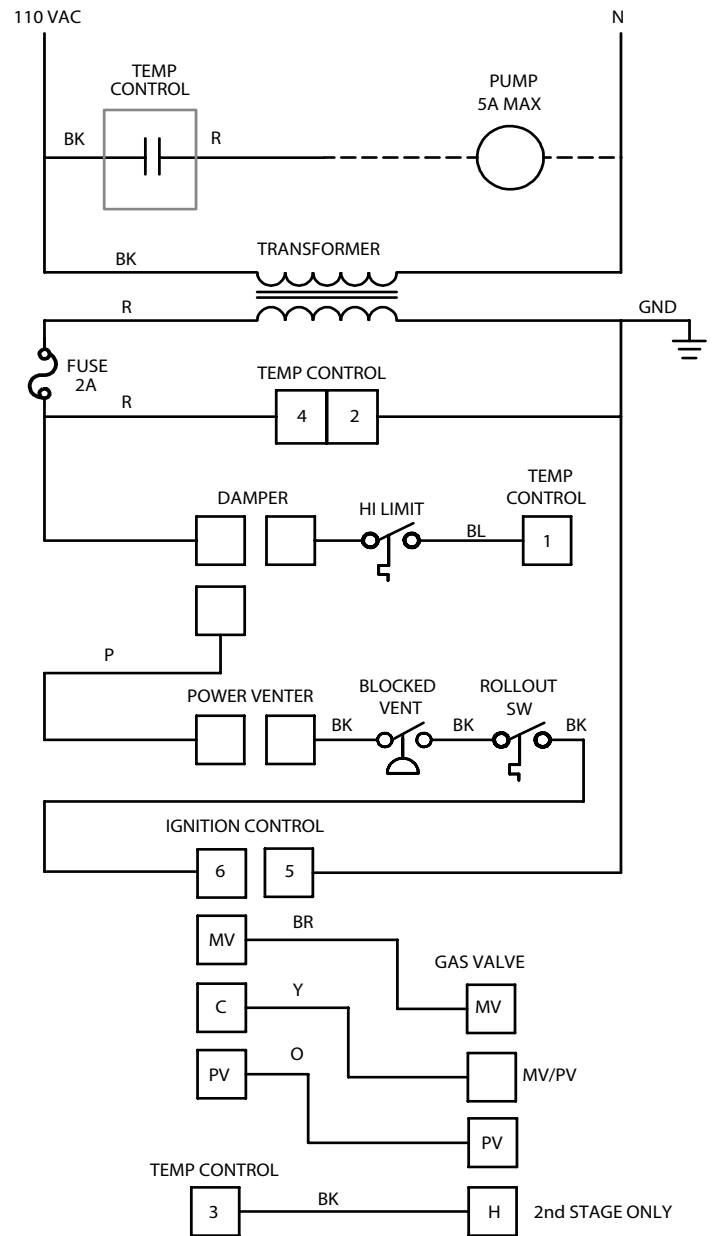 110 VAC
N
TEMP
CONTROL
PUMP
5A MAX
BK
R
TRANSFORMER
BK
R
GND
FUSE
2A
TEMP CONTROL
R
4
2
DAMPER
HI LIMIT
TEMP
CONTROL
BL
1
P
POWER VENTER
BLOCKED
VENT
ROLLOUT
SW
BK
BK
BK
IGNITION CONTROL
6
5
MV
BR
GAS VALVE
MV
C
Y
MV/PV
PV
O
PV
TEMP CONTROL
3
BK
H
2nd STAGE ONLY